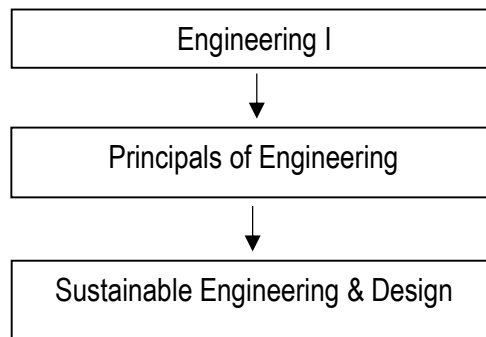 Engineering I
Principals of Engineering
Sustainable Engineering & Design